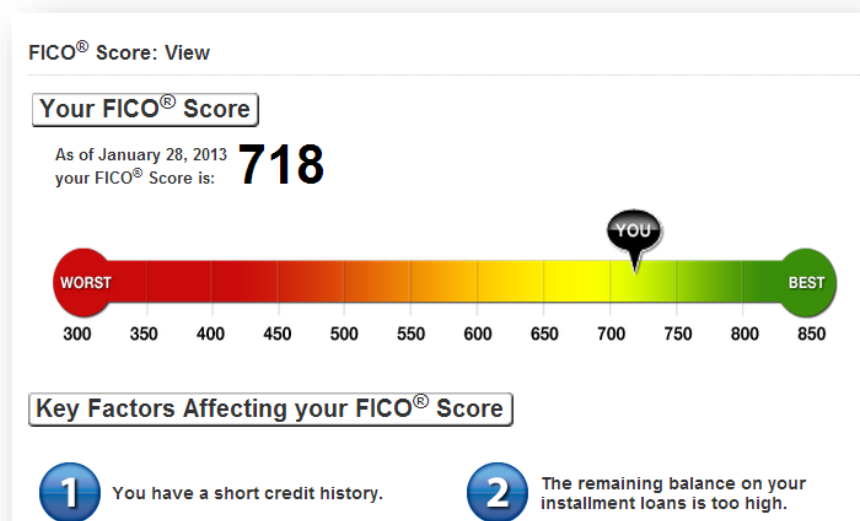 FICO® Score: View
Your FICO® Score
As of January 28, 2013
your FICO® Score is:
718
YOU
WORST
BEST
300 350 400 450 500 550 600 650 700 750 800 850
Key Factors Affecting your FICO® Score
1
You have a short credit history.
2
The remaining balance on your
installment loans is too high.